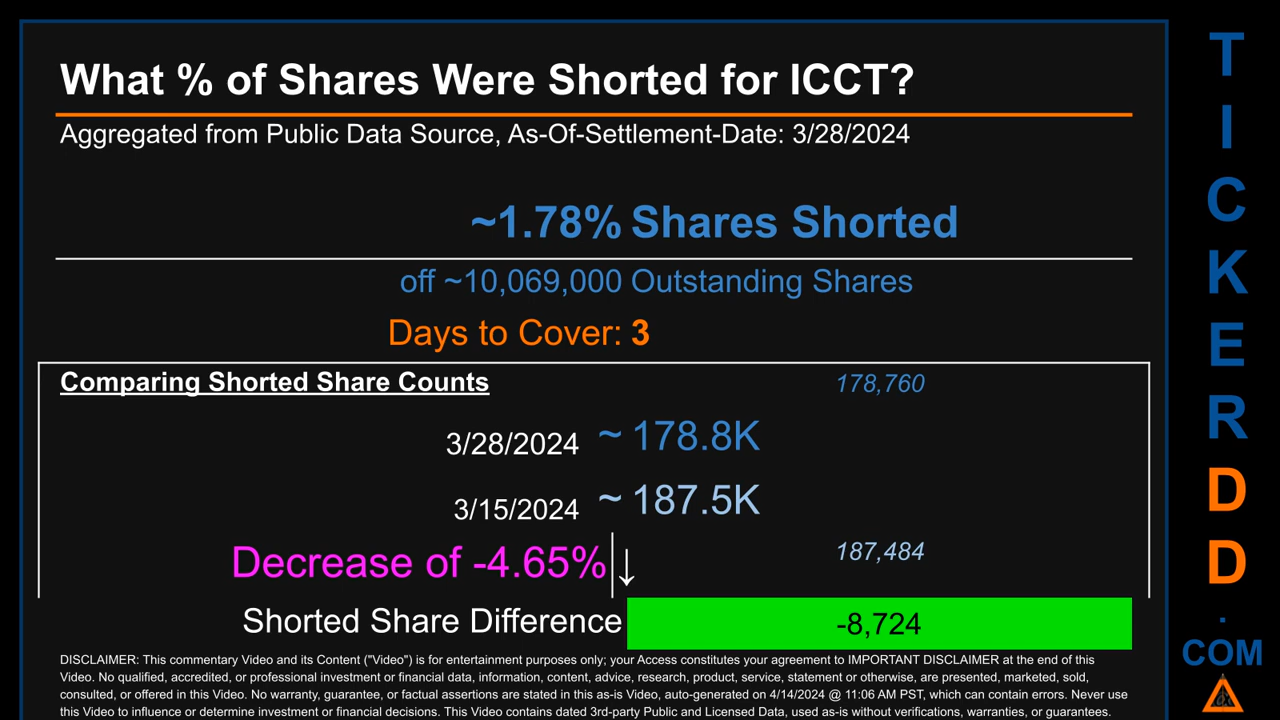 What % of Shares Were Shorted for ICCT?
Aggregated from Public Data Source, As-Of-Settlement-Date: 3/28/2024
~1.78% Shares Shorted
off ~10,069,000 Outstanding Shares
Days to Cover: 3
Comparing Shorted Share Counts
178,760
3/28/2024 ~ 178.8K
3/15/2024 ~ 187.5K
187,484
Decrease of -4.65% ↓
Shorted Share Difference -8,724
DISCLAIMER: This commentary Video and its Content ("Video") is for entertainment purposes only; your Access constitutes your agreement to IMPORTANT DISCLAIMER at the end of this
Video. No qualified, accredited, or professional investment or financial data, information, content, advice, research, product, service, statement or otherwise, are presented, marketed, sold,
consulted, or offered in this Video. No warranty, guarantee, or factual assertions are stated in this as-is Video, auto-generated on 4/14/2024 @ 11:06 AM PST, which can contain errors. Never use
this Video to influence or determine investment or financial decisions. This Video contains dated 3rd-party Public and Licensed Data, used as-is without verifications, warranties, or guarantees.
T
I
C
K
E
R
D
D
.
COM